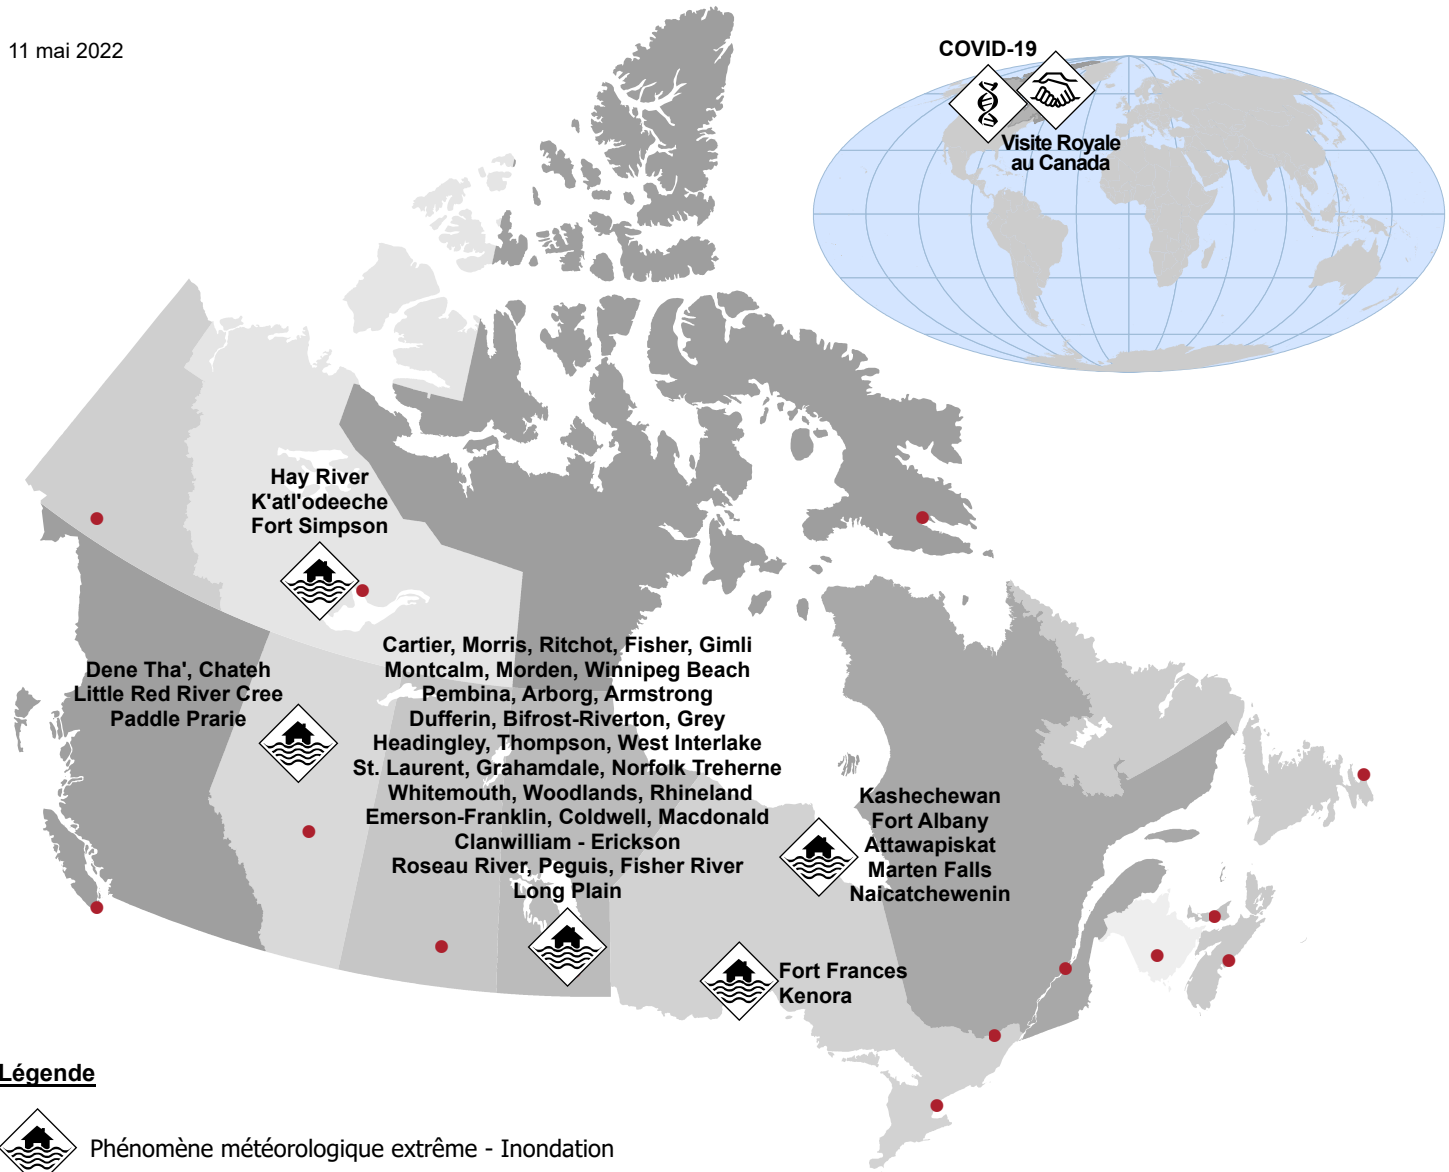 11 mai 2022
COVID-19
Visite Royale
au Canada
Hay River
K'atl'odeeche
Fort Simpson
Dene Tha', Chateh
Little Red River Cree
Paddle Prarie
Cartier, Morris, Ritchot, Fisher, Gimli
Montcalm, Morden, Winnipeg Beach
Pembina, Arborg, Armstrong
Dufferin, Bifrost-Riverton, Grey
Headingley, Thompson, West Interlake
St. Laurent, Grahamdale, Norfolk Treherne
Whitemouth, Woodlands, Rhineland
Emerson-Franklin, Coldwell, Macdonald
Clanwilliam - Erickson
Roseau River, Peguis, Fisher River
Long Plain
Kashechewan
Fort Albany
Attawapiskat
Marten Falls
Naicatchewenin
Fort Frances
Kenora
Légende
Phénomène météorologique extrême - Inondation